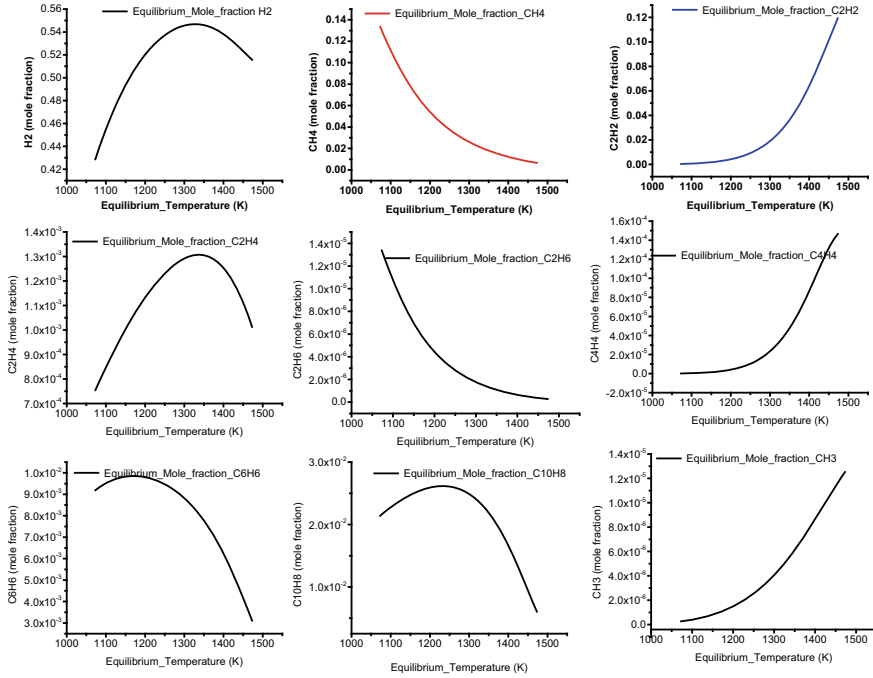 Equilibrium_Mole_fraction H2
H2 (mole fraction)
0.56
0.54
0.52
0.50
0.48
0.46
0.44
0.42
1000 1100 1200 1300 1400 1500
Equilibrium_Temperature (K)
Equilibrium_Mole_fraction_CH4
CH4 (mole fraction)
0.14
0.12
0.10
0.08
0.06
0.04
0.02
0.00
1000 1100 1200 1300 1400 1500
Equilibrium_Temperature (K)
Equilibrium_Mole_fraction_C2H2
C2H2 (mole fraction)
0.12
0.10
0.08
0.06
0.04
0.02
0.00
1000 1100 1200 1300 1400 1500
Equilibrium_Temperature (K)
Equilibrium_Mole_fraction_C2H4
C2H4 (mole fraction)
1.4x10⁻³
1.3x10⁻³
1.2x10⁻³
1.1x10⁻³
1.0x10⁻³
9.0x10⁻⁴
8.0x10⁻⁴
7.0x10⁻⁴
1000 1100 1200 1300 1400 1500
Equilibrium_Temperature (K)
Equilibrium_Mole_fraction_C2H6
C2H6 (mole fraction)
1.4x10⁻⁵
1.2x10⁻⁵
1.0x10⁻⁵
8.0x10⁻⁶
6.0x10⁻⁶
4.0x10⁻⁶
2.0x10⁻⁶
0.0
1000 1100 1200 1300 1400 1500
Equilibrium_Temperature (K)
Equilibrium_Mole_fraction_C4H4
C4H4 (mole fraction)
1.6x10⁻⁴
1.4x10⁻⁴
1.2x10⁻⁴
1.0x10⁻⁴
8.0x10⁻⁵
6.0x10⁻⁵
4.0x10⁻⁵
2.0x10⁻⁵
0.0
-2.0x10⁻⁵
1000 1100 1200 1300 1400 1500
Equilibrium_Temperature (K)
Equilibrium_Mole_fraction_C6H6
C6H6 (mole fraction)
1.0x10⁻²
9.0x10⁻³
8.0x10⁻³
7.0x10⁻³
6.0x10⁻³
5.0x10⁻³
4.0x10⁻³
3.0x10⁻³
1000 1100 1200 1300 1400 1500
Equilibrium_Temperature (K)
Equilibrium_Mole_fraction_C10H8
C10H8 (mole fraction)
3.0x10⁻²
2.0x10⁻²
1.0x10⁻²
1000 1100 1200 1300 1400 1500
Equilibrium_Temperature (K)
Equilibrium_Mole_fraction_CH3
CH3 (mole fraction)
1.4x10⁻⁵
1.2x10⁻⁵
1.0x10⁻⁵
8.0x10⁻⁶
6.0x10⁻⁶
4.0x10⁻⁶
2.0x10⁻⁶
0.0
1000 1100 1200 1300 1400 1500
Equilibrium_Temperature (K)